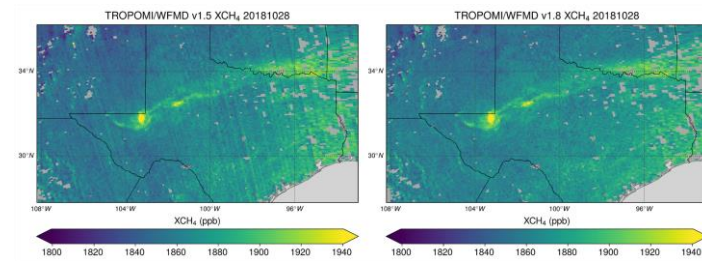 TROPOMI/WFMD v1.5 XCH₄ 20181028
34°N
30°N
108°W 104°W 100°W 96°W
XCH₄ (ppb)
1800 1820 1840 1860 1880 1900 1920 1940
TROPOMI/WFMD v1.8 XCH₄ 20181028
34°N
30°N
108°W 104°W 100°W 96°W
XCH₄ (ppb)
1800 1820 1840 1860 1880 1900 1920 1940